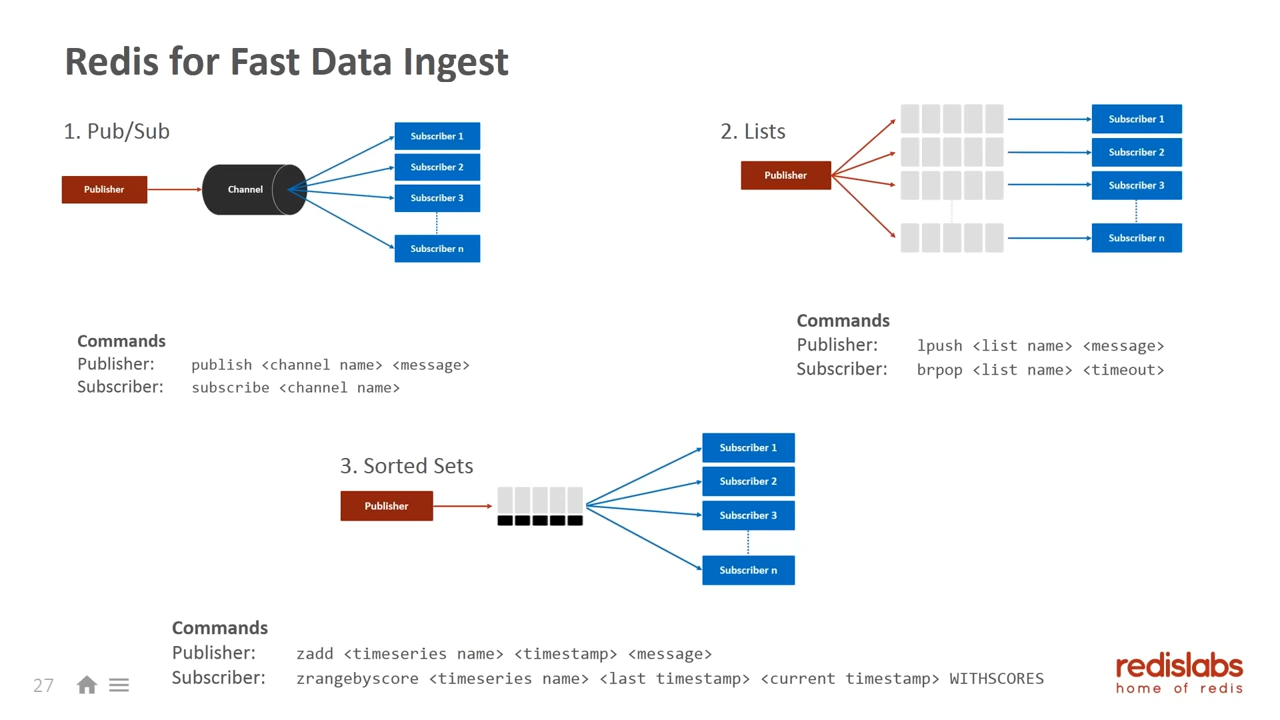 Redis for Fast Data Ingest
1. Pub/Sub
Publisher
Channel
Subscriber 1
Subscriber 2
Subscriber 3
Subscriber n
Commands
Publisher: publish <channel name> <message>
Subscriber: subscribe <channel name>
2. Lists
Publisher
Subscriber 1
Subscriber 2
Subscriber 3
Subscriber n
Commands
Publisher: lpush <list name> <message>
Subscriber: brpop <list name> <timeout>
3. Sorted Sets
Publisher
Subscriber 1
Subscriber 2
Subscriber 3
Subscriber n
Commands
Publisher: zadd <timeseries name> <timestamp> <message>
Subscriber: zrangebyscore <timeseries name> <last timestamp> <current timestamp> WITHSCORES
27
redislabs
home of redis